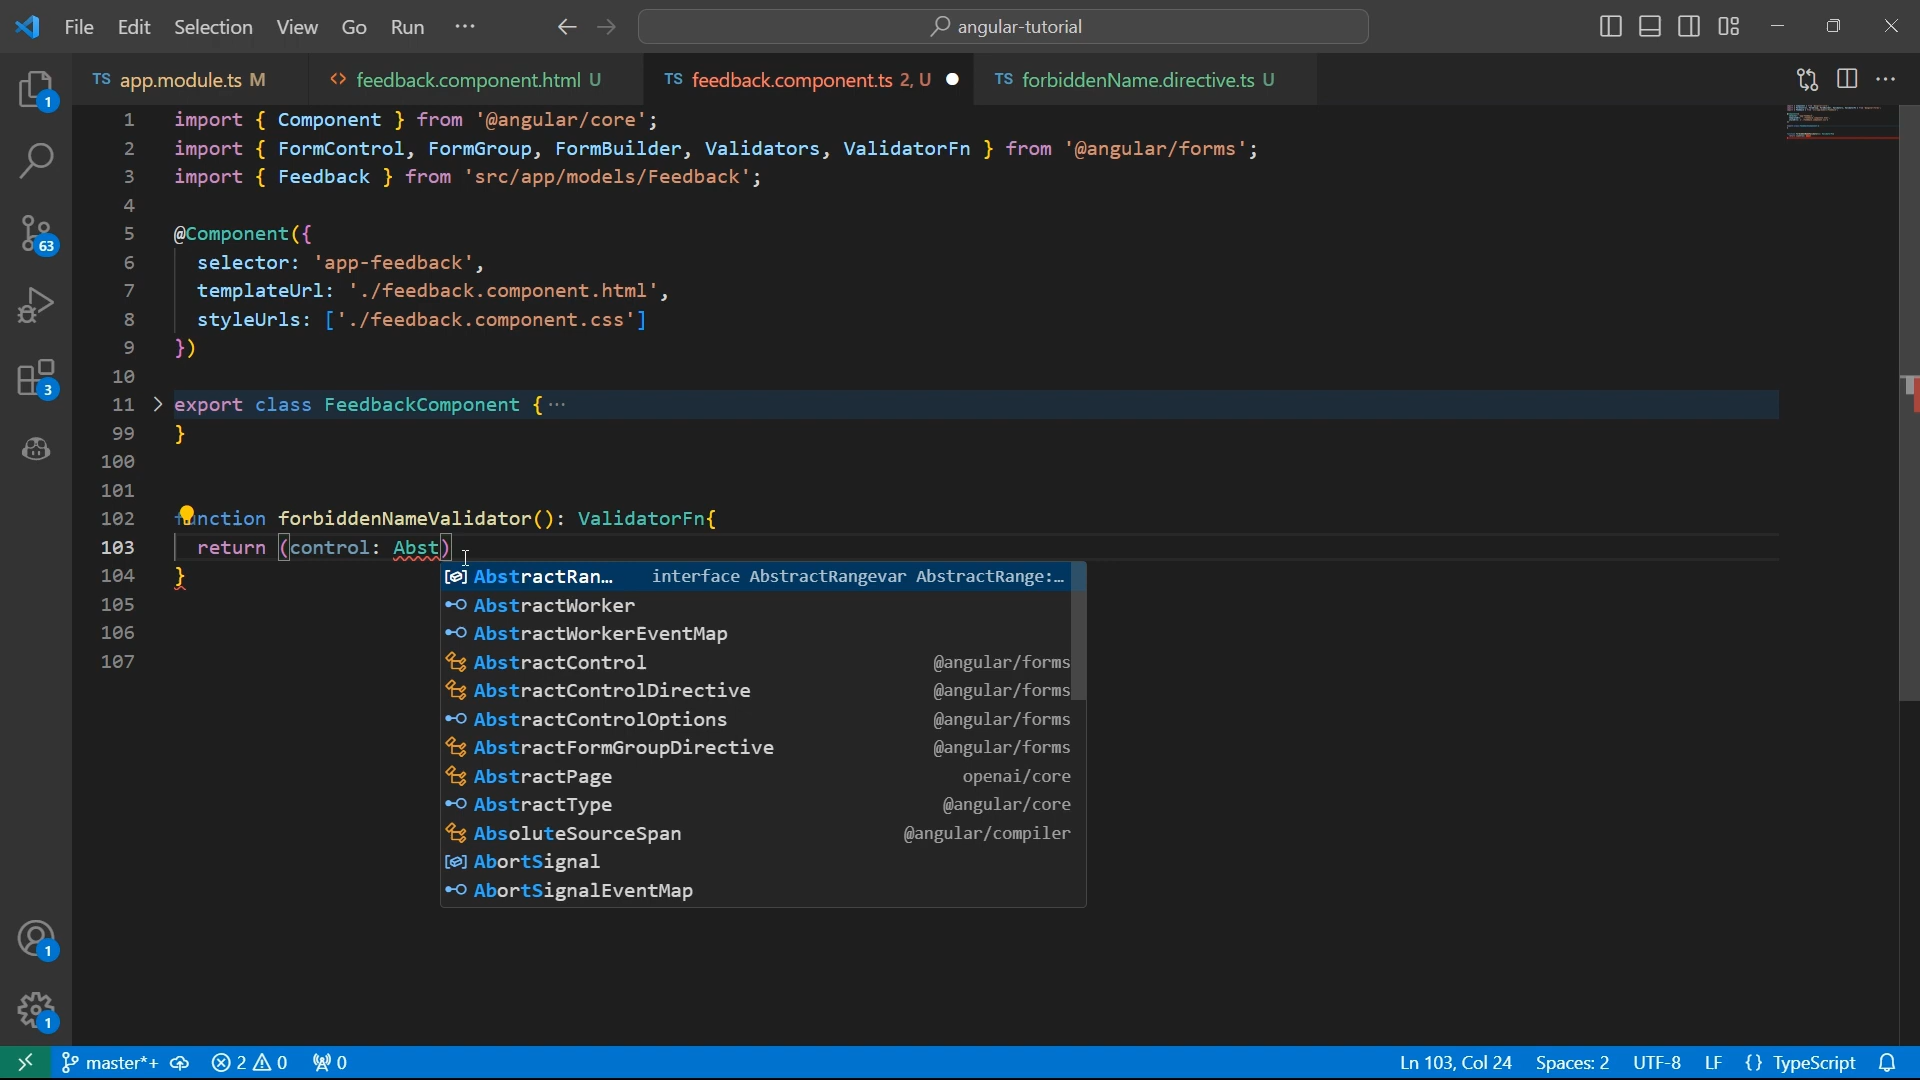 File Edit Selection View Go Run ··· angular-tutorial
TS app.module.ts M <> feedback.component.html U TS feedback.component.ts 2, U TS forbiddenName.directive.ts U
1 import { Component } from '@angular/core';
2 import { FormControl, FormGroup, FormBuilder, Validators, ValidatorFn } from '@angular/forms';
3 import { Feedback } from 'src/app/models/Feedback';
4
5 @Component({
6 selector: 'app-feedback',
7 templateUrl: './feedback.component.html',
8 styleUrls: ['./feedback.component.css']
9 })
10
11 export class FeedbackComponent { ···
99 }
100
101
102 function forbiddenNameValidator(): ValidatorFn{
103 return (control: Abst)
104 }
105
106
107
AbstractRan... interface AbstractRangevar AbstractRange:...
AbstractWorker
AbstractWorkerEventMap
AbstractControl @angular/forms
AbstractControlDirective @angular/forms
AbstractControlOptions @angular/forms
AbstractFormGroupDirective @angular/forms
AbstractPage openai/core
AbstractType @angular/core
AbsoluteSourceSpan @angular/compiler
AbortSignal
AbortSignalEventMap
1
63
3
1
1
master*+ 2 0 0 Ln 103, Col 24 Spaces: 2 UTF-8 LF {} TypeScript